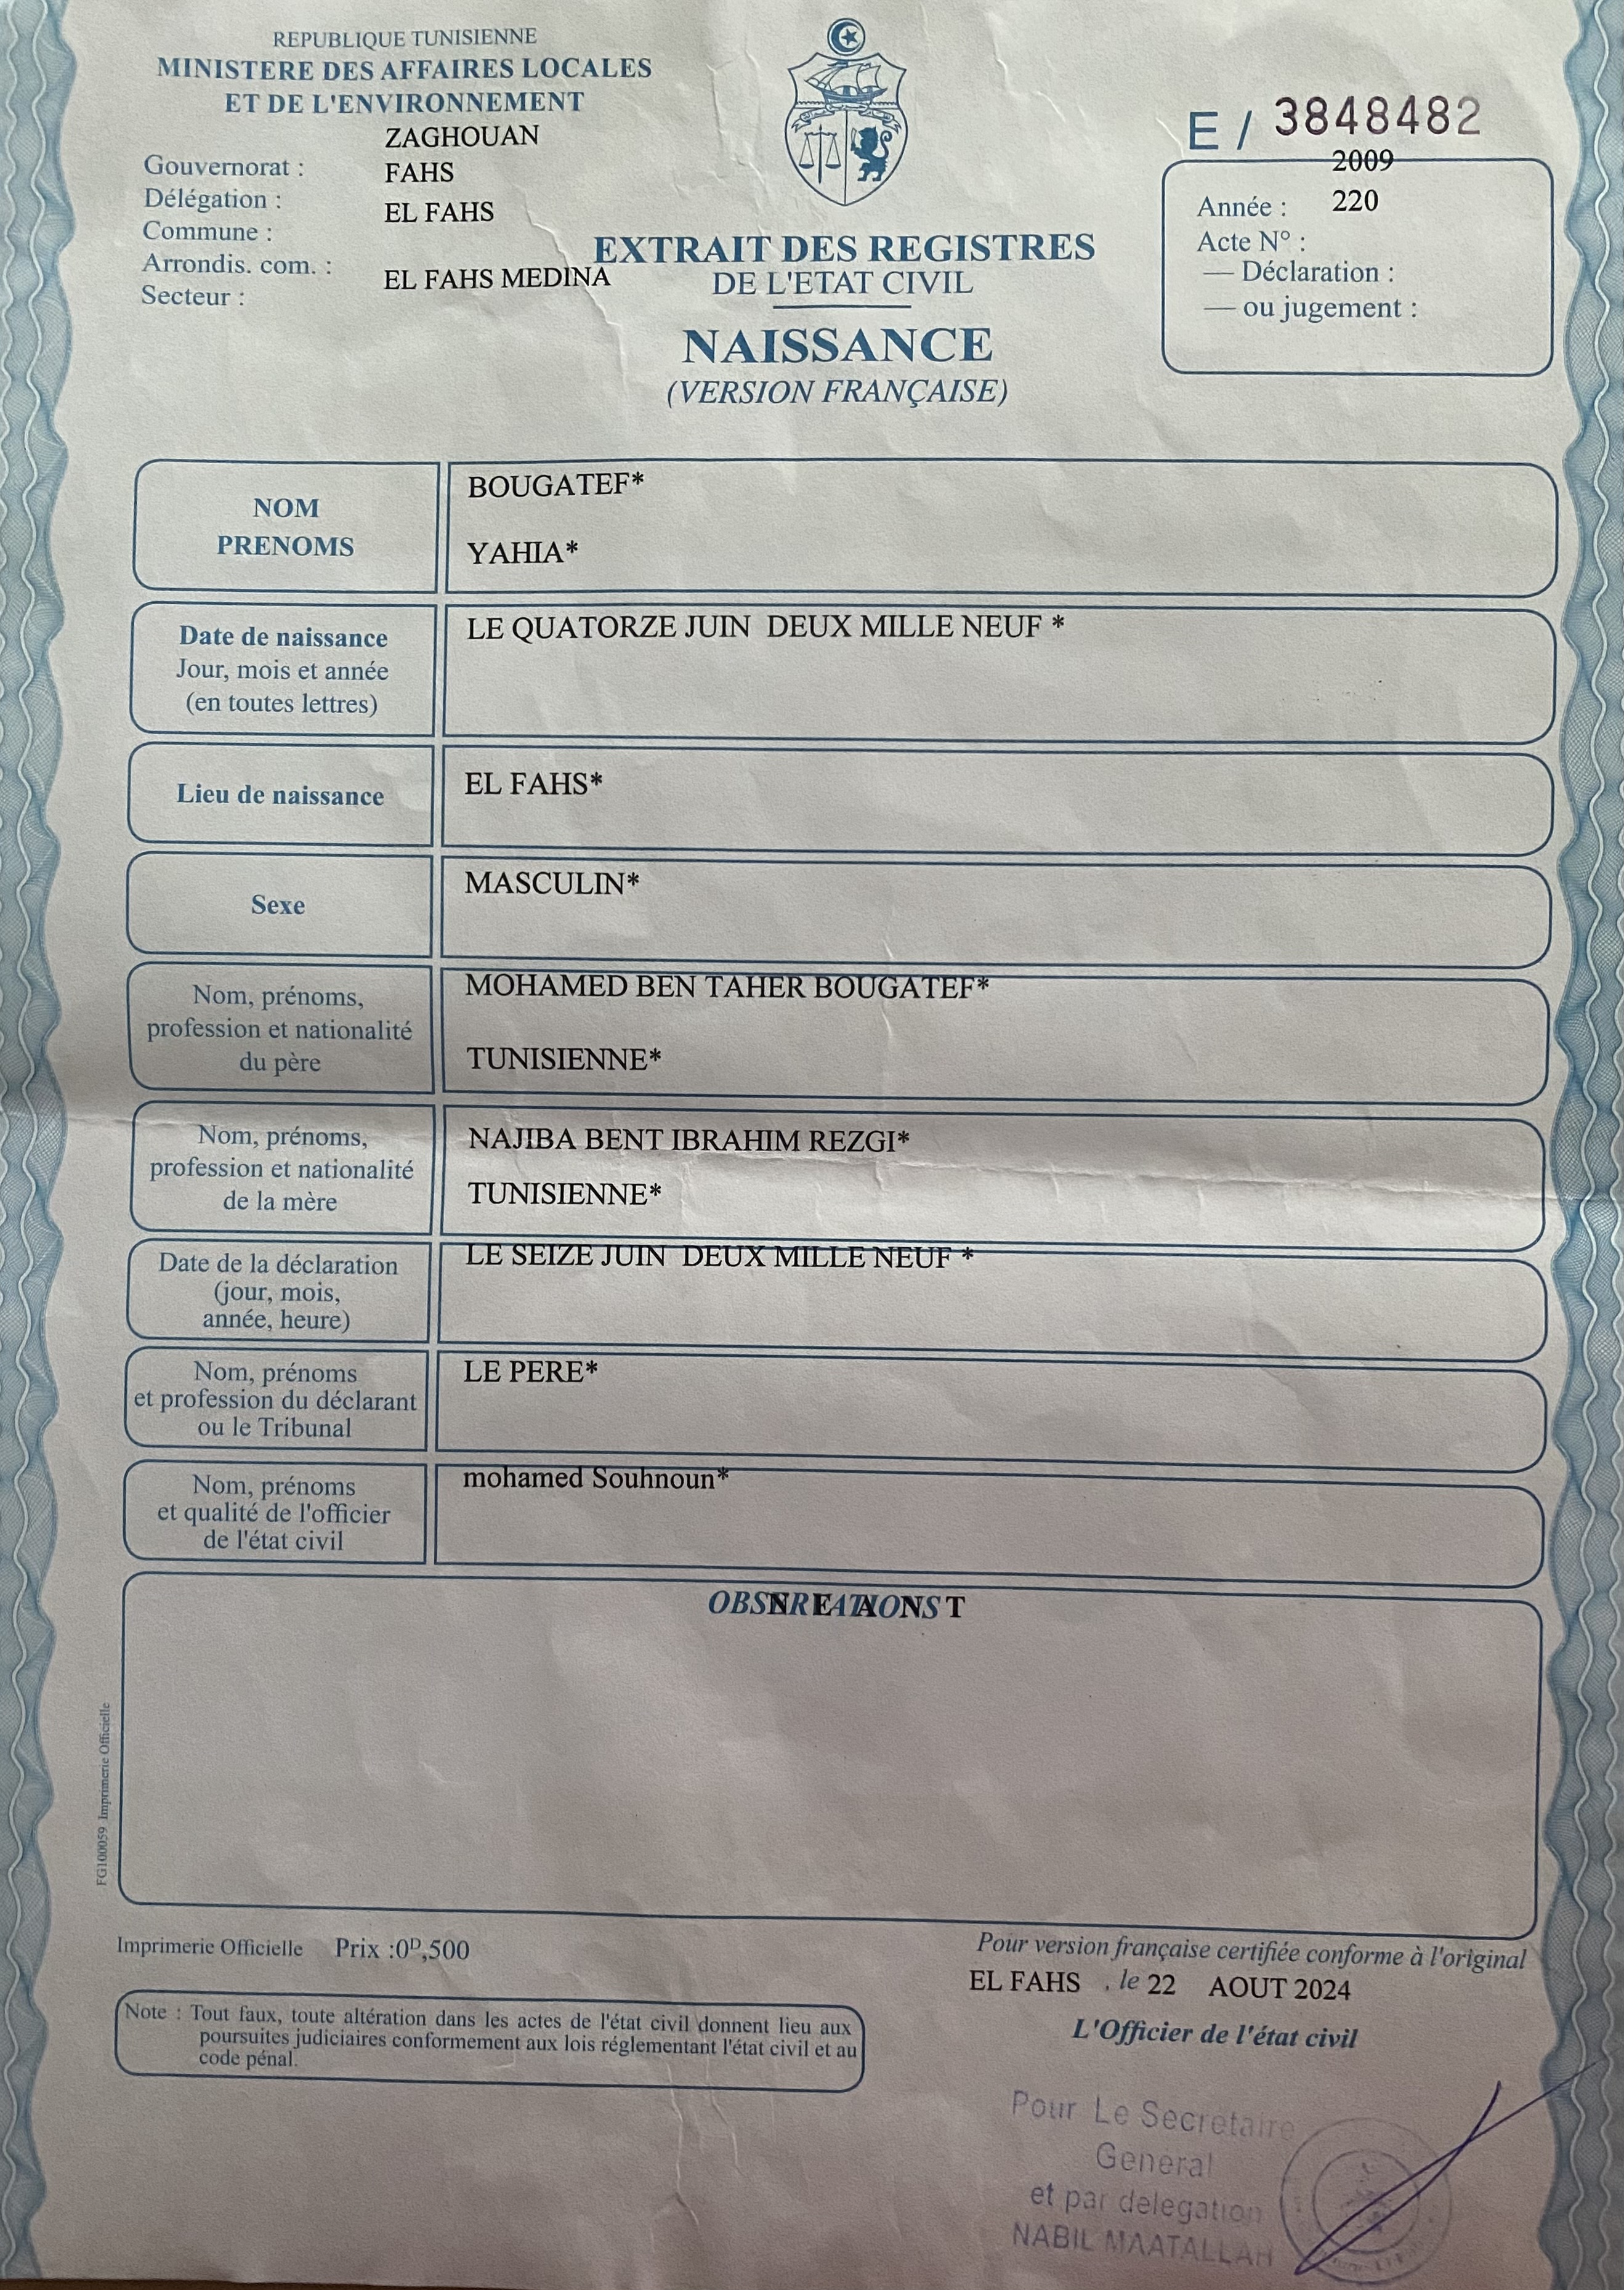 REPUBLIQUE TUNISIENNE
MINISTERE DES AFFAIRES LOCALES
ET DE L'ENVIRONNEMENT
ZAGHOUAN
Gouvernorat :
FAHS
Délégation :
EL FAHS
Commune :
Arrondis. com. :
EL FAHS MEDINA
Secteur :
E / 3848482
2009
Année :
220
Acte N° :
— Déclaration :
— ou jugement :
EXTRAIT DES REGISTRES
DE L'ETAT CIVIL
NAISSANCE
(VERSION FRANÇAISE)
NOM
PRENOMS
BOUGATEF*
YAHIA*
Date de naissance
Jour, mois et année
(en toutes lettres)
LE QUATORZE JUIN DEUX MILLE NEUF *
Lieu de naissance
EL FAHS*
Sexe
MASCULIN*
Nom, prénoms,
profession et nationalité
du père
MOHAMED BEN TAHER BOUGATEF*
TUNISIENNE*
Nom, prénoms,
profession et nationalité
de la mère
NAJIBA BENT IBRAHIM REZGI*
TUNISIENNE*
Date de la déclaration
(jour, mois,
année, heure)
LE SEIZE JUIN DEUX MILLE NEUF *
Nom, prénoms
et profession du déclarant
ou le Tribunal
LE PERE*
Nom, prénoms
et qualité de l'officier
de l'état civil
mohamed Souhnoun*
OBSERVATIONS
N E A N T
FG100059 Imprimerie Officielle
Imprimerie Officielle Prix :0ᴰ,500
Note : Tout faux, toute altération dans les actes de l'état civil donnent lieu aux
poursuites judiciaires conformement aux lois réglementant l'état civil et au
code pénal.
Pour version française certifiée conforme à l'original
EL FAHS , le 22 AOUT 2024
L'Officier de l'état civil
Pour Le Secretaire
General
et par delegation
NABIL MAATALLAH